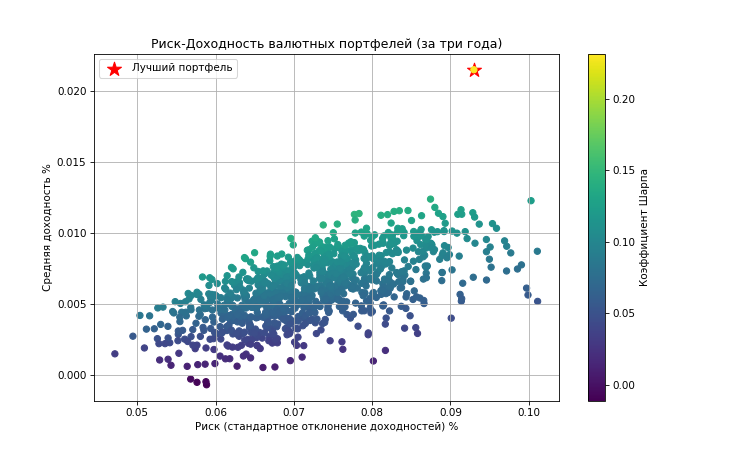 Риск-Доходность валютных портфелей (за три года)
Лучший портфель
Средняя доходность %
0.020
0.015
0.010
0.005
0.000
0.05 0.06 0.07 0.08 0.09 0.10
Риск (стандартное отклонение доходностей) %
0.20
0.15
0.10
0.05
0.00
Коэффициент Шарпа